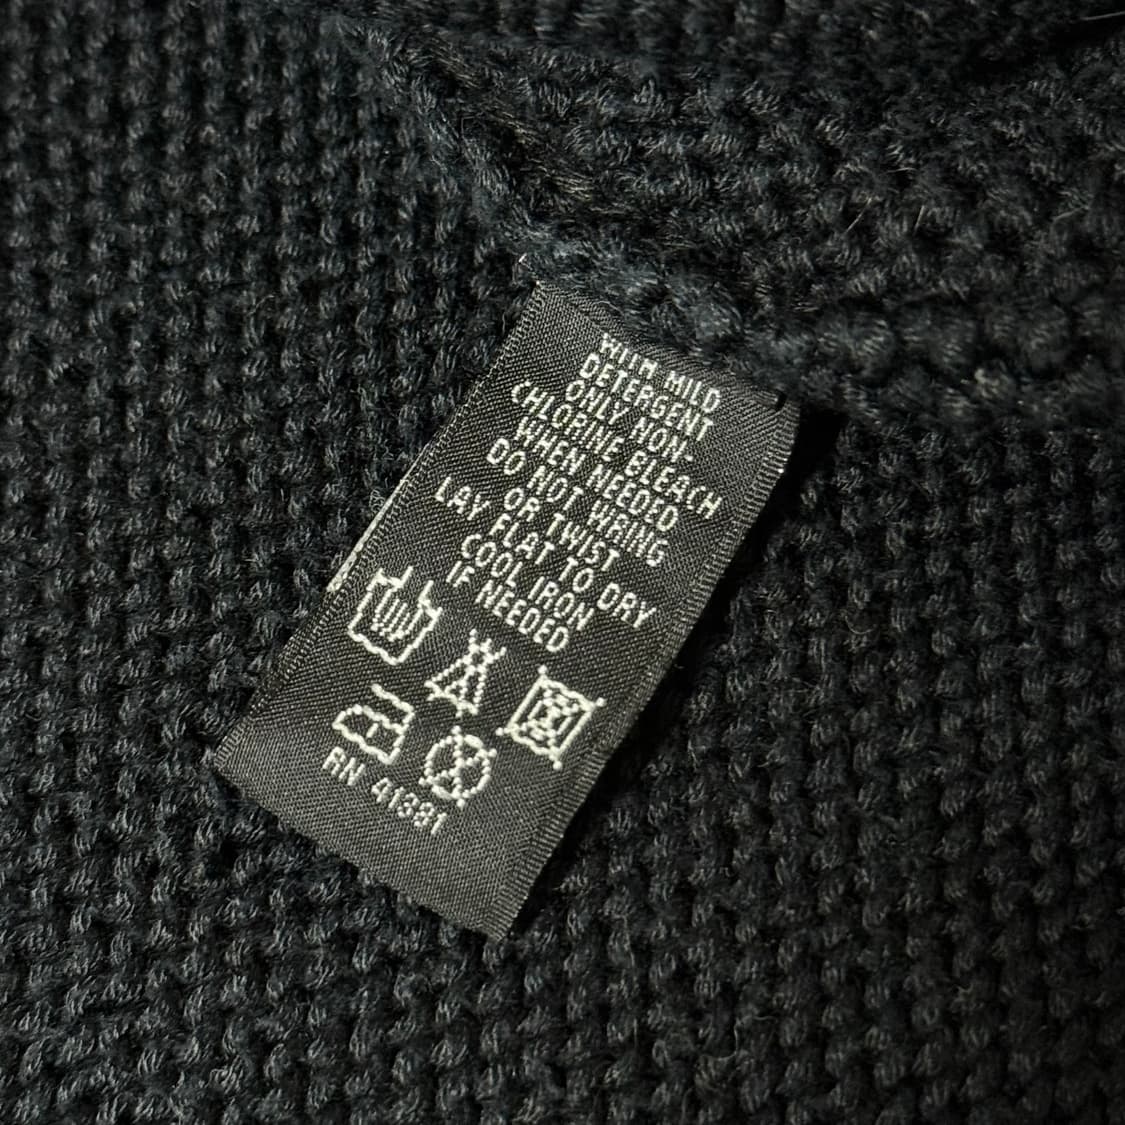 WITH MILD
DETERGENT
ONLY NON-
CHLORINE BLEACH
WHEN NEEDED
DO NOT WRING
OR TWIST
LAY FLAT TO DRY
COOL IRON
IF NEEDED
RN 41381